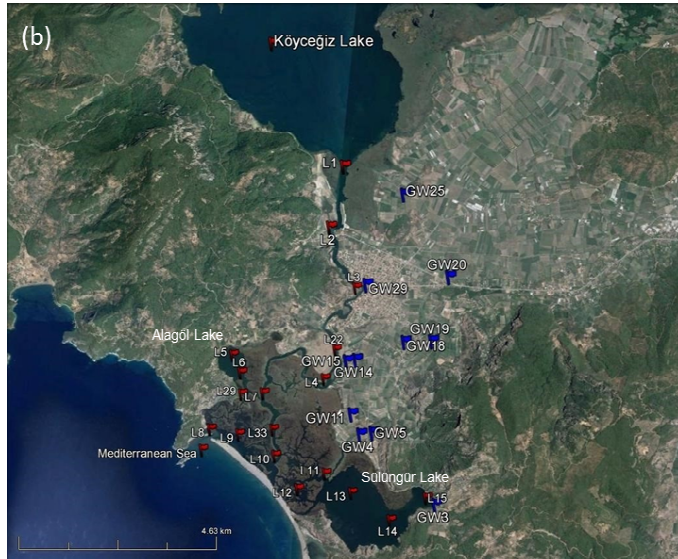 (b)
Köyceğiz Lake
L1
GW25
L2
GW20
L3
GW29
GW19
GW18
Alagöl Lake
L22
L5
L6
GW15
GW14
L4
L29
L7
GW11
L8
L9
L33
GW4
GW5
Mediterranean Sea
L10
L11
Sülüngür Lake
L12
L13
L15
GW3
L14
4.63 km